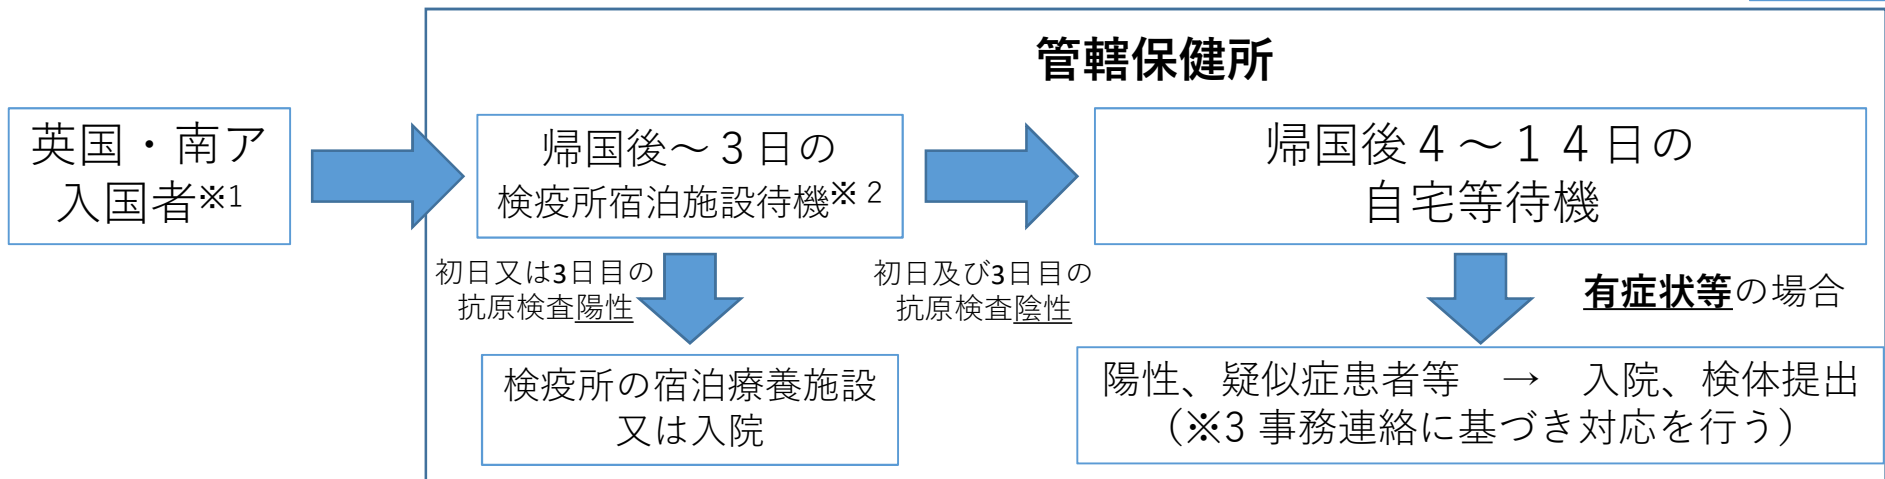 管轄保健所
英国・南ア
入国者※1
帰国後～３日の
検疫所宿泊施設待機※２
帰国後４～１４日の
自宅等待機
初日又は3日目の
抗原検査陽性
初日及び3日目の
抗原検査陰性
有症状等の場合
検疫所の宿泊療養施設
又は入院
陽性、疑似症患者等　→　入院、検体提出
（※3 事務連絡に基づき対応を行う）